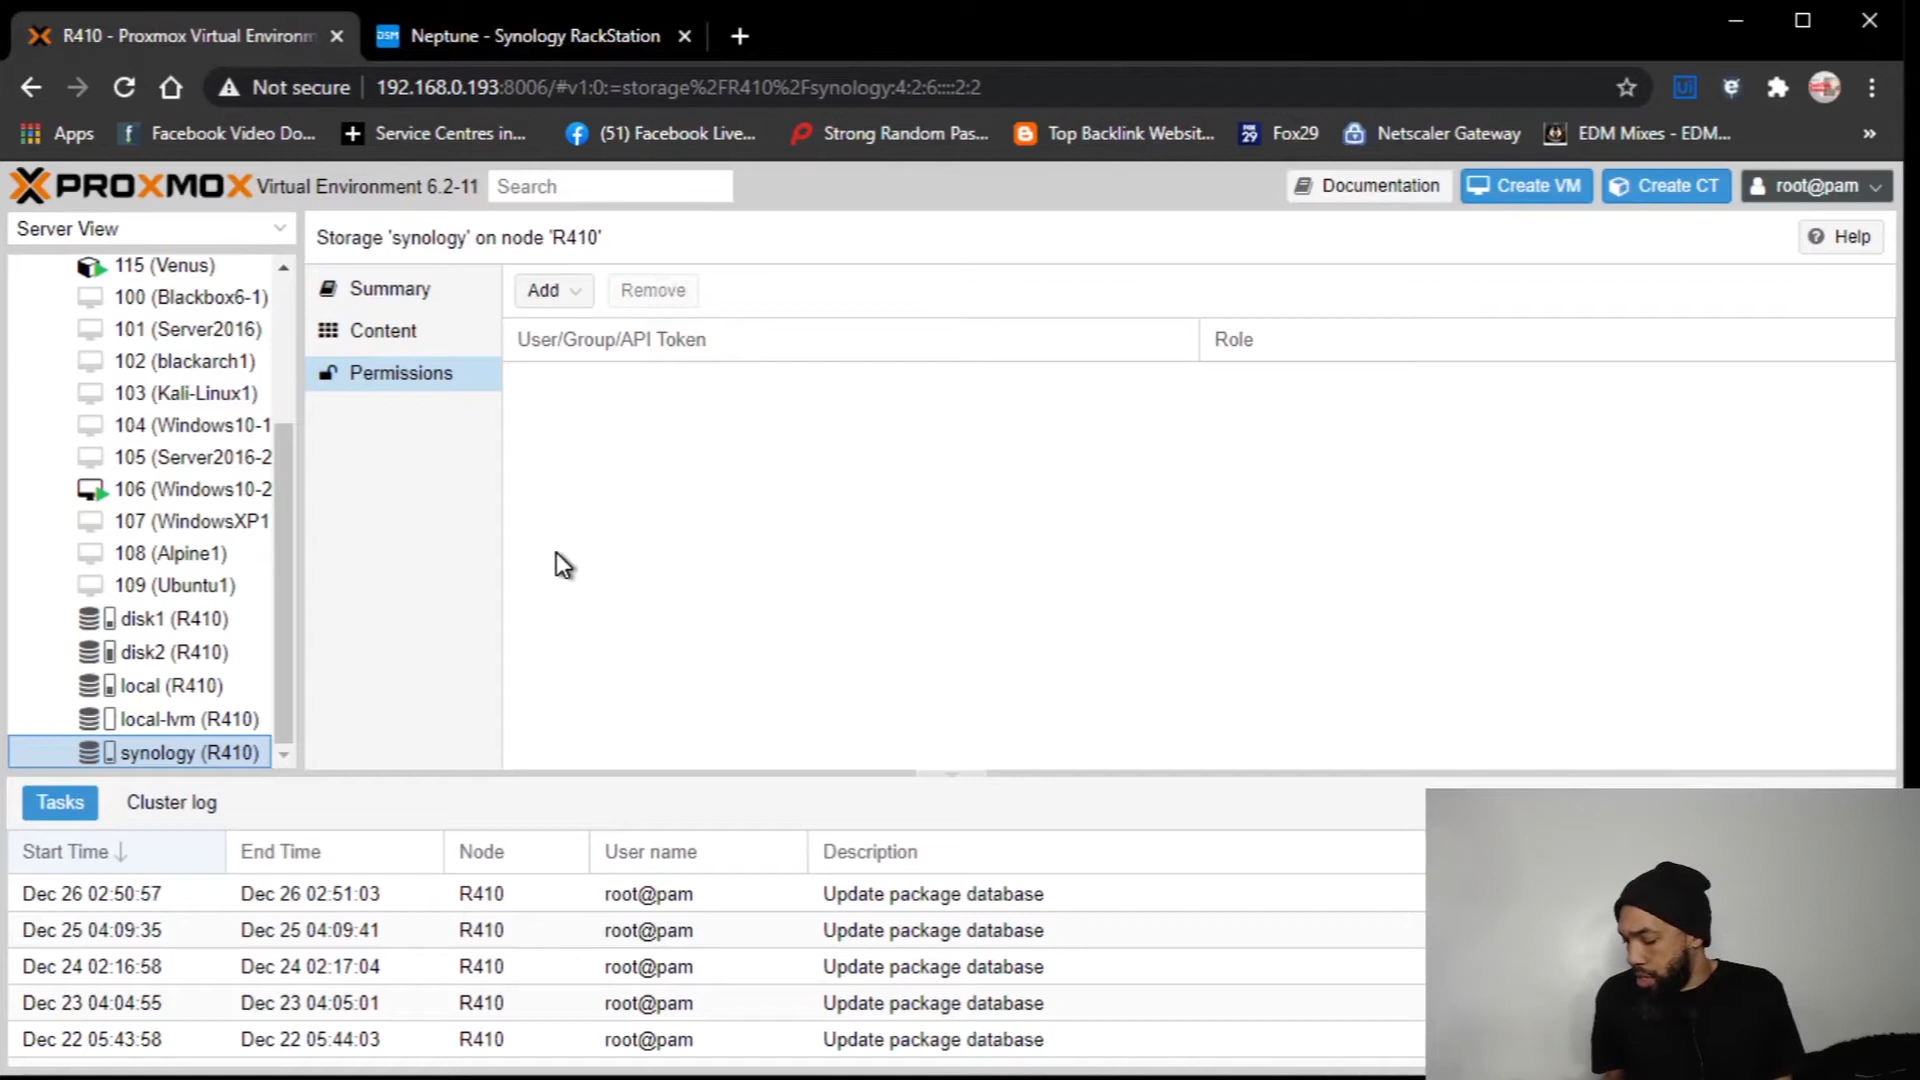 R410 - Proxmox Virtual Environm
DSM Neptune - Synology RackStation
Not secure 192.168.0.193:8006/#v1:0:=storage%2FR410%2Fsynology:4:2:6::::2:2
Apps Facebook Video Do... Service Centres in... (51) Facebook Live... Strong Random Pas... Top Backlink Websit... Fox29 Netscaler Gateway EDM Mixes - EDM...
PROXMOX Virtual Environment 6.2-11 Search Documentation Create VM Create CT root@pam
Server View
Storage 'synology' on node 'R410' Help
115 (Venus)
100 (Blackbox6-1)
101 (Server2016)
102 (blackarch1)
103 (Kali-Linux1)
104 (Windows10-1
105 (Server2016-2
106 (Windows10-2
107 (WindowsXP1
108 (Alpine1)
109 (Ubuntu1)
disk1 (R410)
disk2 (R410)
local (R410)
local-lvm (R410)
synology (R410)
Summary
Content
Permissions
Add Remove
User/Group/API Token Role
Tasks Cluster log
Start Time End Time Node User name Description
Dec 26 02:50:57 Dec 26 02:51:03 R410 root@pam Update package database
Dec 25 04:09:35 Dec 25 04:09:41 R410 root@pam Update package database
Dec 24 02:16:58 Dec 24 02:17:04 R410 root@pam Update package database
Dec 23 04:04:55 Dec 23 04:05:01 R410 root@pam Update package database
Dec 22 05:43:58 Dec 22 05:44:03 R410 root@pam Update package database